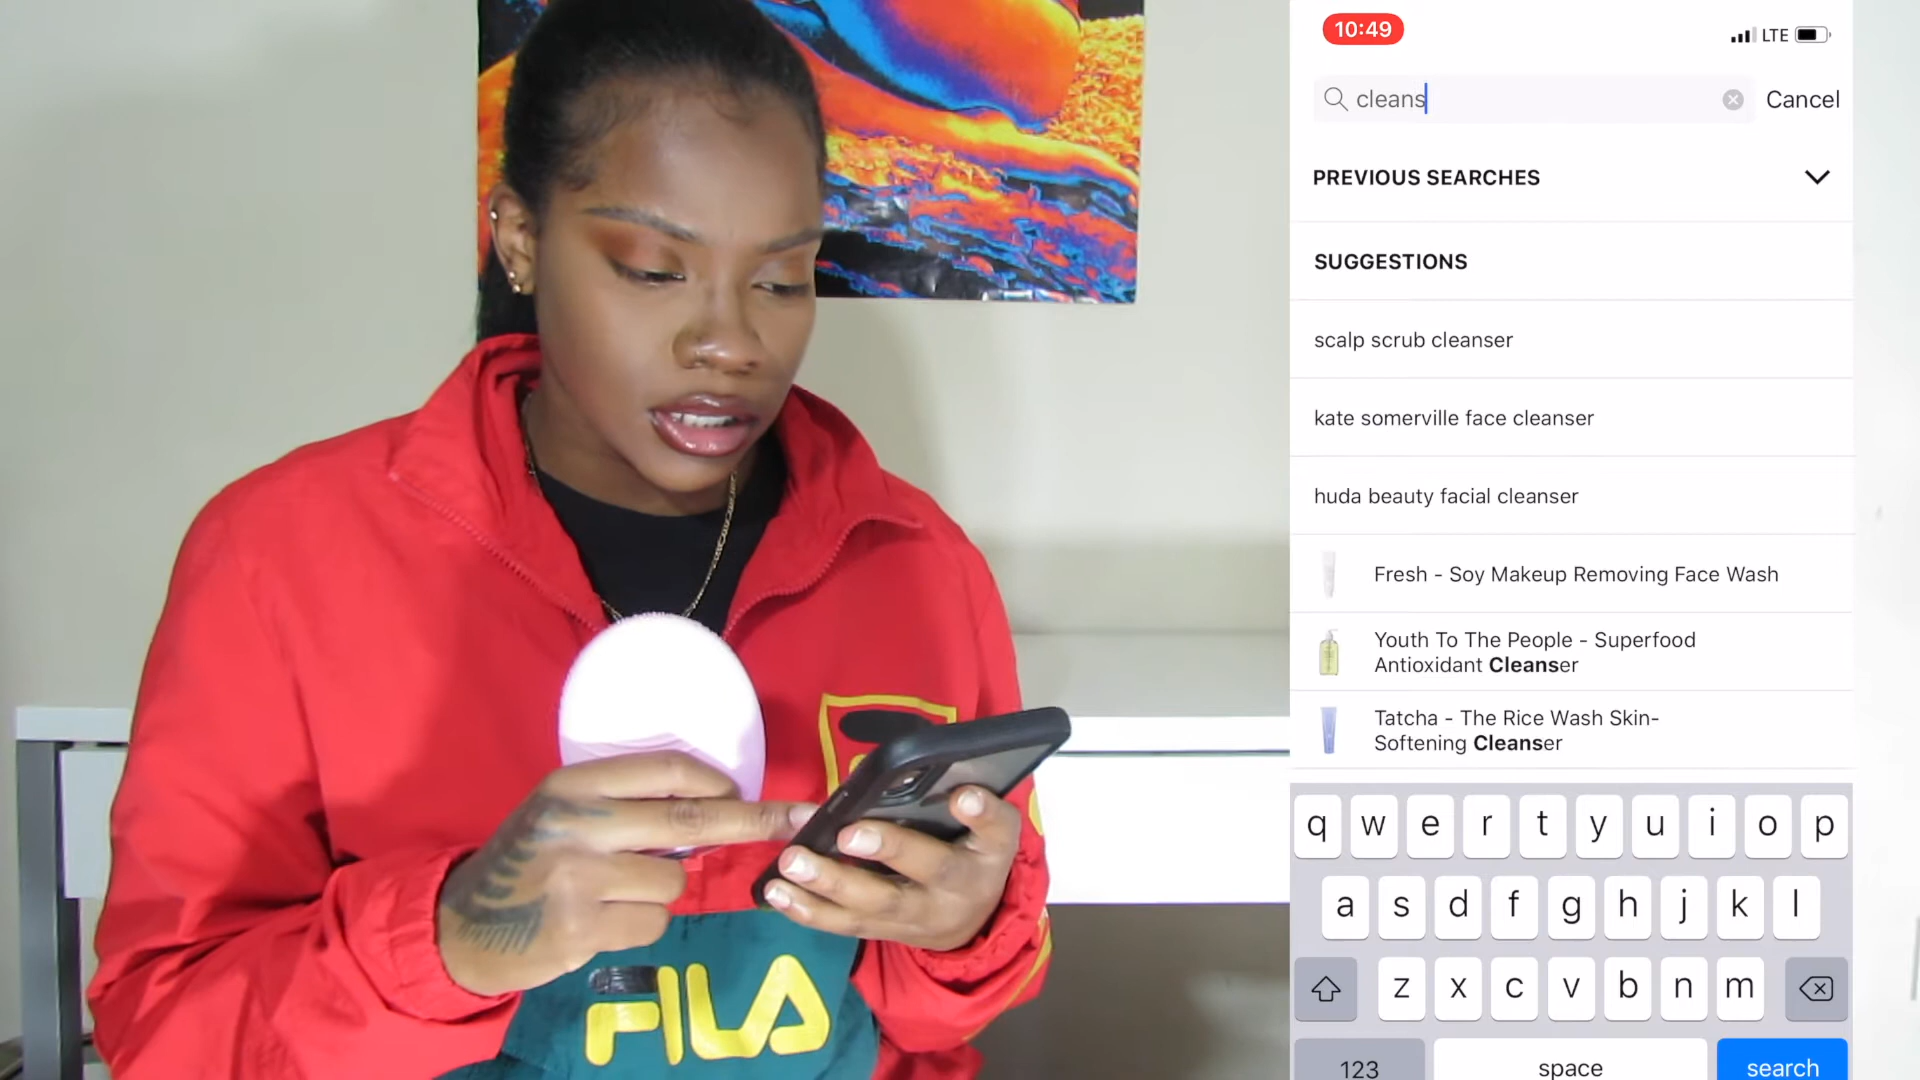 10:49
LTE
cleans
Cancel
PREVIOUS SEARCHES
SUGGESTIONS
scalp scrub cleanser
kate somerville face cleanser
huda beauty facial cleanser
Fresh - Soy Makeup Removing Face Wash
Youth To The People - Superfood
Antioxidant Cleanser
Tatcha - The Rice Wash Skin-
Softening Cleanser
q w e r t y u i o p
a s d f g h j k l
z x c v b n m
123 space search
FILA